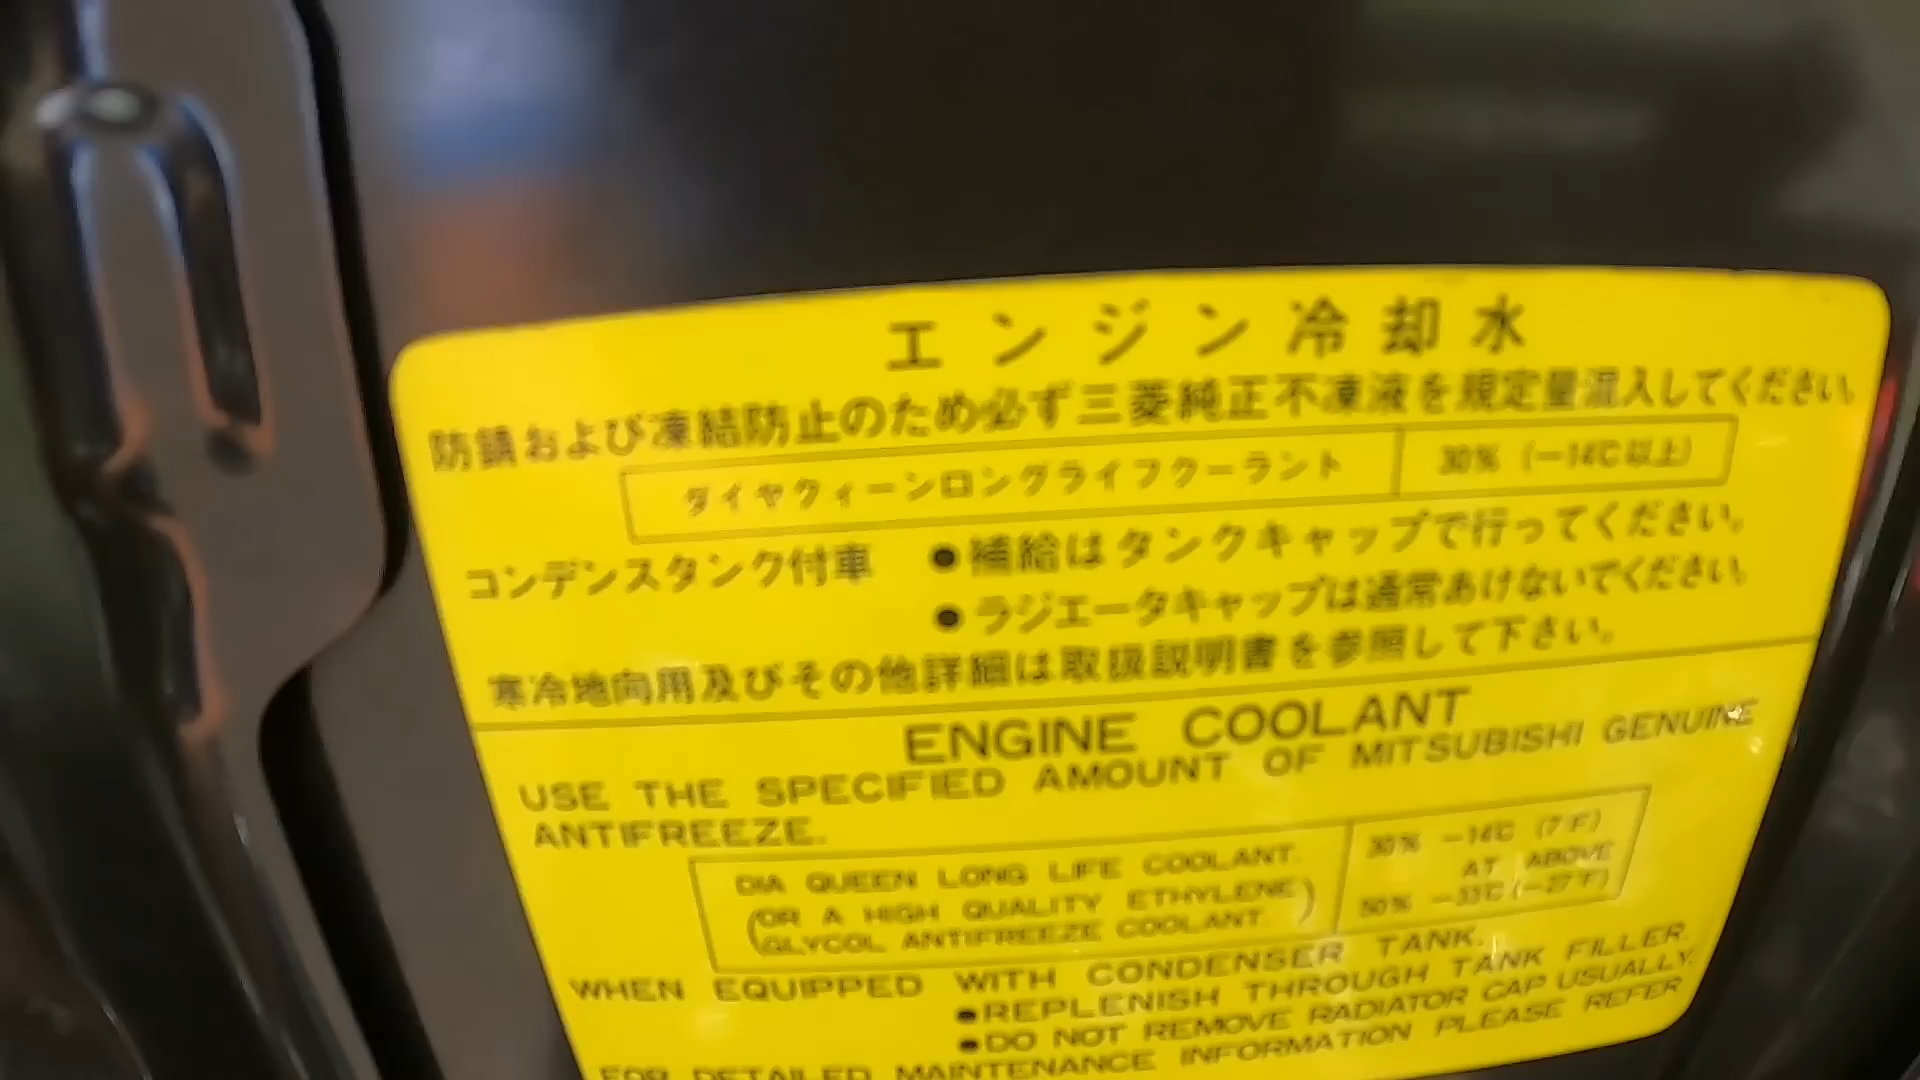 エンジン冷却水
防錆および凍結防止のため必ず三菱純正不凍液を規定量混入してください。
ダイヤクィーンロングライフクーラント 30% (−14℃以上)
コンデンスタンク付車 ●補給はタンクキャップで行ってください。
●ラジエータキャップは通常あけないでください。
寒冷地向用及びその他詳細は取扱説明書を参照して下さい。
ENGINE COOLANT
USE THE SPECIFIED AMOUNT OF MITSUBISHI GENUINE
ANTIFREEZE.
DIA QUEEN LONG LIFE COOLANT. 30% −14℃ (7°F)
(OR A HIGH QUALITY ETHYLENE AT ABOVE
GLYCOL ANTIFREEZE COOLANT.) 50% −33℃ (−27°F)
WHEN EQUIPPED WITH CONDENSER TANK.
●REPLENISH THROUGH TANK FILLER.
●DO NOT REMOVE RADIATOR CAP USUALLY.
FOR DETAILED MAINTENANCE INFORMATION PLEASE REFER